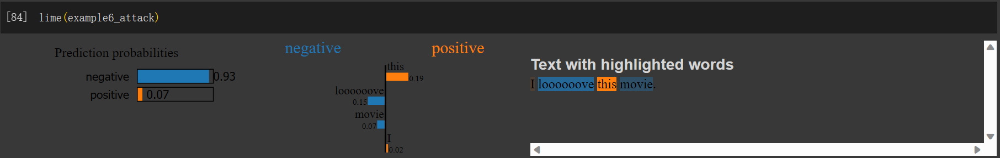 [84] lime(example6_attack)
Prediction probabilities
negative 0.93
positive 0.07
negative positive
this
0.19
loooooove
0.15
movie
0.07
I
0.02
Text with highlighted words
I loooooove this movie.